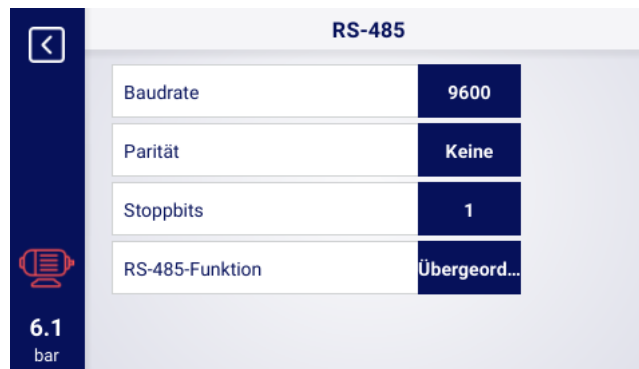 RS-485
Baudrate 9600
Parität Keine
Stoppbits 1
RS-485-Funktion Übergeord...
6.1
bar